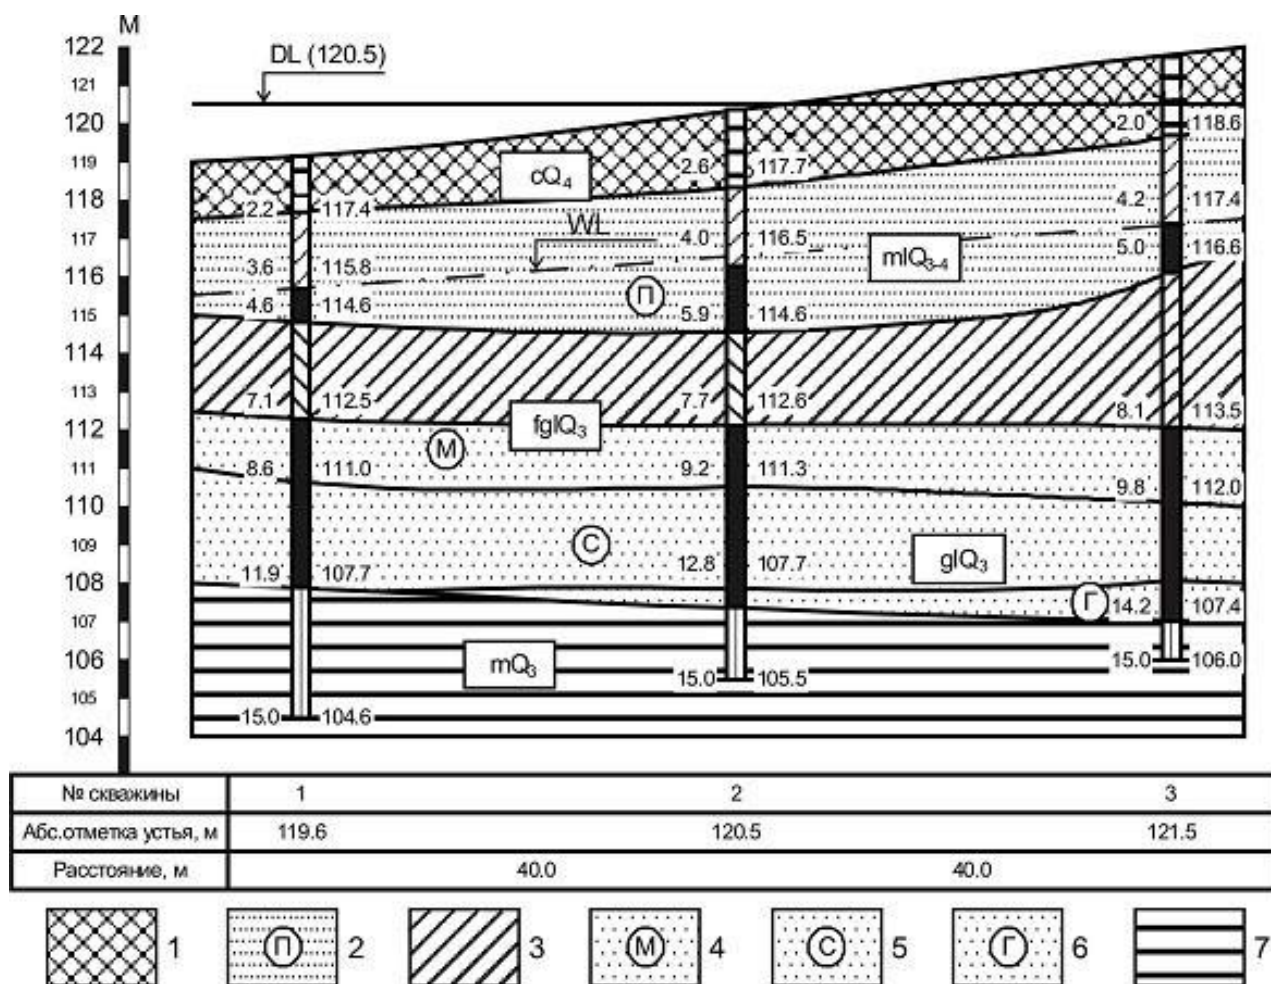 М
122
DL (120.5)
121
120
2.0 118.6
119
2.6 117.7
cQ4
118
4.2 117.4
2.2 117.4
117
WL
4.0 116.5
5.0 116.6
mlQ3-4
3.6 115.8
116
П
4.6 114.6
5.9 114.6
115
114
113
7.1 112.5
7.7 112.6
8.1 113.5
112
fglQ3
М
111
8.6 111.0
9.2 111.3
9.8 112.0
110
109
С
12.8 107.7
glQ3
108
11.9 107.7
Г
14.2 107.4
107
106
mQ3
15.0 106.0
15.0 105.5
105
15.0 104.6
104
№ скважины 1 2 3
Абс.отметка устья, м 119.6 120.5 121.5
Расстояние, м 40.0 40.0
1 П 2 3 М 4 С 5 Г 6 7